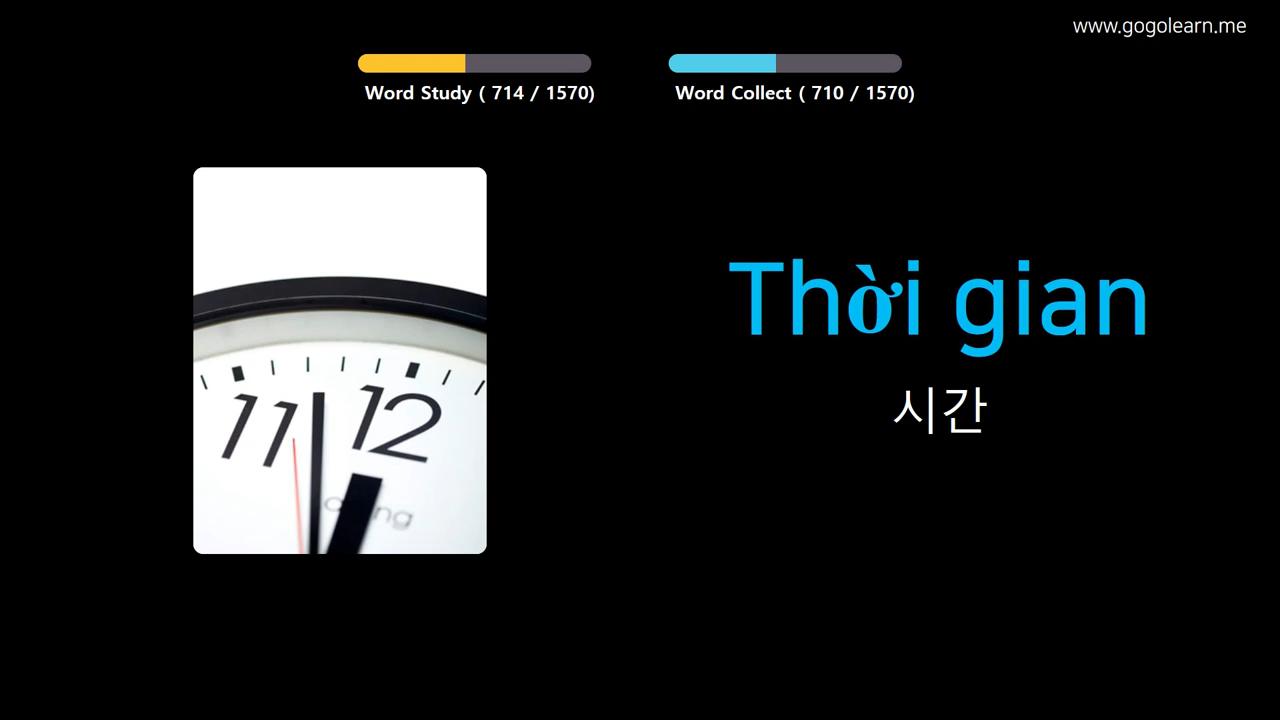 www.gogolearn.me
Word Study ( 714 / 1570)
Word Collect ( 710 / 1570)
11
12
Thời gian
시간